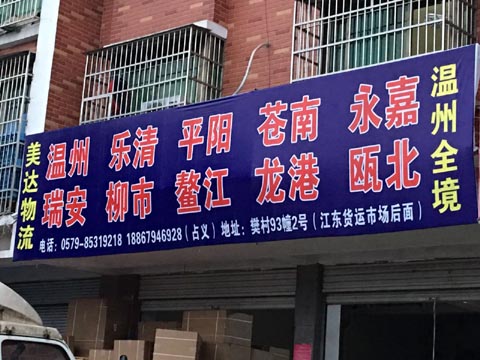 美达物流
温州 乐清 平阳 苍南 永嘉
瑞安 柳市 鳌江 龙港 瓯北
温州全境
电话：0579-85319218 18867946928（占义）地址：樊村93幢2号（江东货运市场后面）